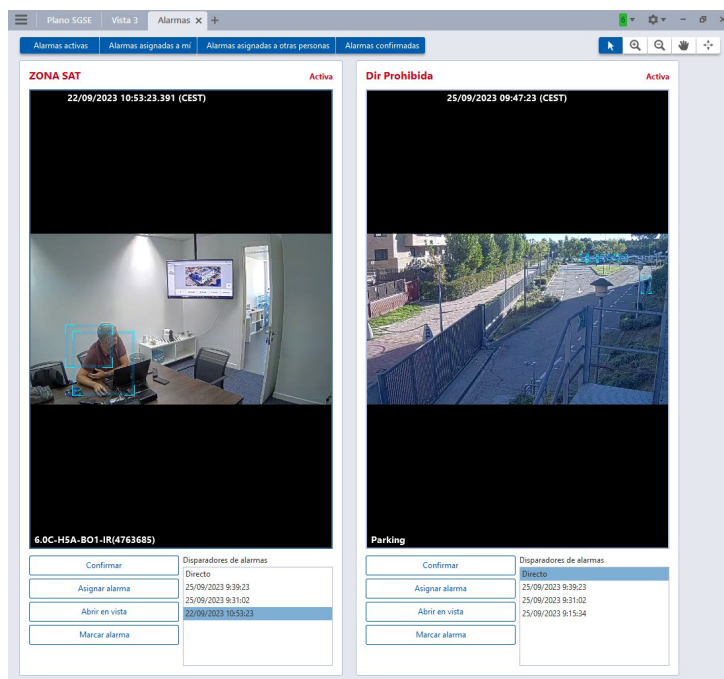 Plano SGSE Vista 3 Alarmas × +
6
Alarmas activas Alarmas asignadas a mí Alarmas asignadas a otras personas Alarmas confirmadas
ZONA SAT Activa
22/09/2023 10:53:23.391 (CEST)
6.0C-H5A-BO1-IR(4763685)
Confirmar
Asignar alarma
Abrir en vista
Marcar alarma
Disparadores de alarmas
Directo
25/09/2023 9:39:23
25/09/2023 9:31:02
22/09/2023 10:53:23
Dir Prohibida Activa
25/09/2023 09:47:23 (CEST)
Parking
Confirmar
Asignar alarma
Abrir en vista
Marcar alarma
Disparadores de alarmas
Directo
25/09/2023 9:39:23
25/09/2023 9:31:02
25/09/2023 9:15:34